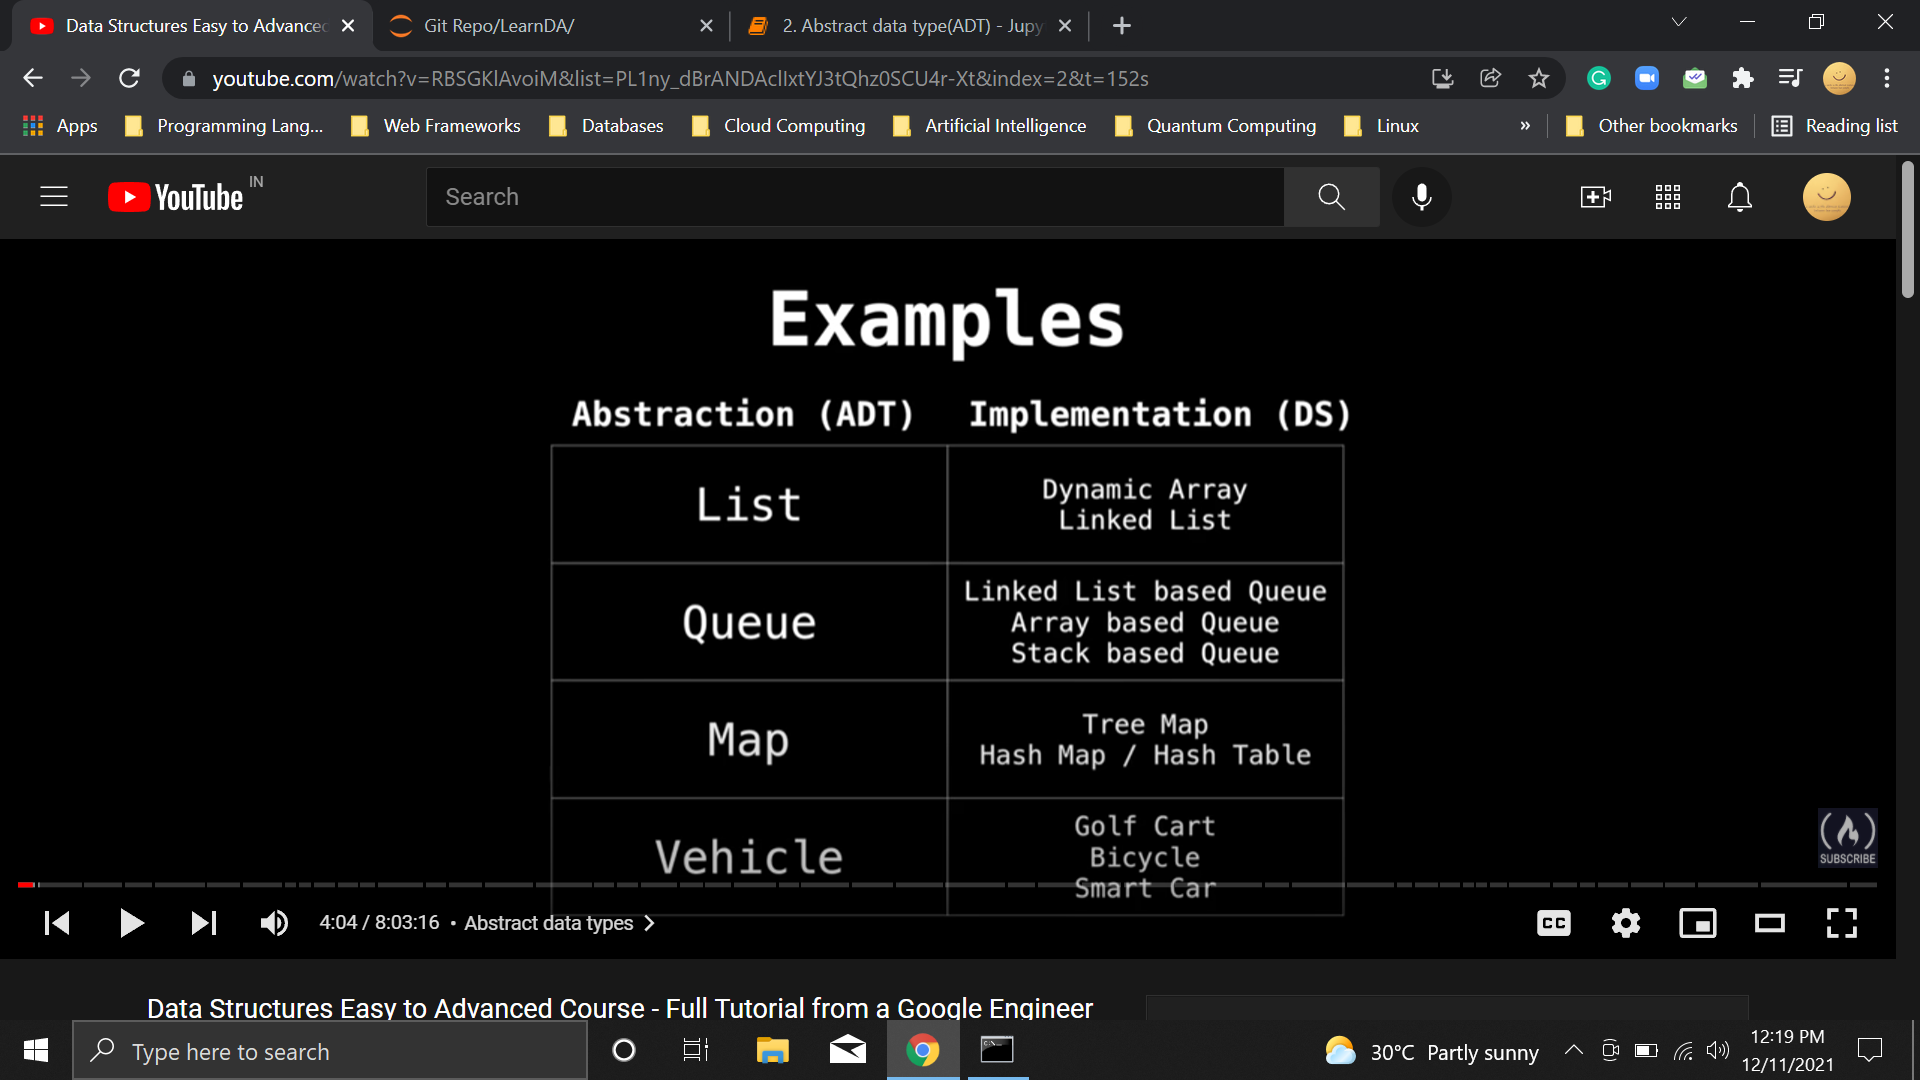 Data Structures Easy to Advanced
Git Repo/LearnDA/
2. Abstract data type(ADT) - Jupy
youtube.com/watch?v=RBSGKlAvoiM&list=PL1ny_dBrANDAclIxtYJ3tQhz0SCU4r-Xt&index=2&t=152s
Apps
Programming Lang...
Web Frameworks
Databases
Cloud Computing
Artificial Intelligence
Quantum Computing
Linux
»
Other bookmarks
Reading list
YouTube IN
Search
Examples
Abstraction (ADT) Implementation (DS)
List
Dynamic Array
Linked List
Queue
Linked List based Queue
Array based Queue
Stack based Queue
Map
Tree Map
Hash Map / Hash Table
Vehicle
Golf Cart
Bicycle
Smart Car
SUBSCRIBE
4:04 / 8:03:16 • Abstract data types
CC
Data Structures Easy to Advanced Course - Full Tutorial from a Google Engineer
Type here to search
30°C Partly sunny
12:19 PM
12/11/2021